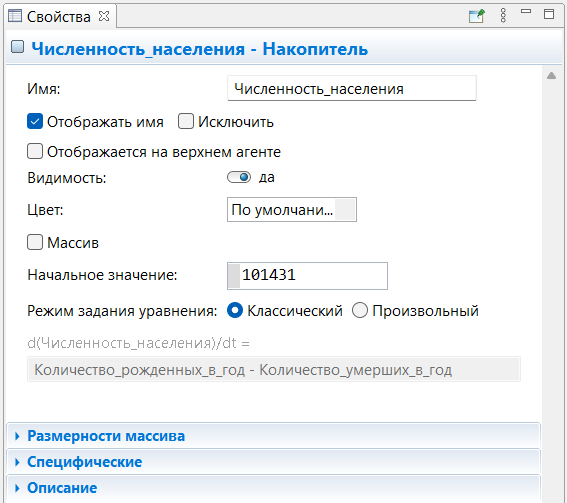 Свойства
Численность_населения - Накопитель
Имя: Численность_населения
Отображать имя Исключить
Отображается на верхнем агенте
Видимость: да
Цвет: По умолчани...
Массив
Начальное значение: 101431
Режим задания уравнения: Классический Произвольный
d(Численность_населения)/dt =
Количество_рожденных_в_год - Количество_умерших_в_год
Размерности массива
Специфические
Описание